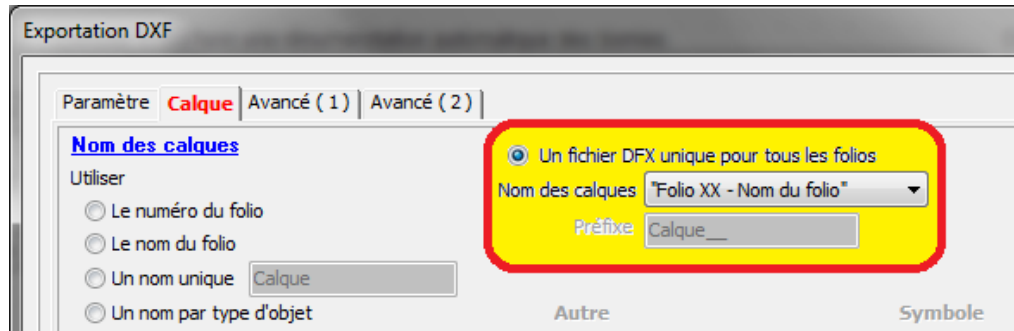 Exportation DXF
Paramètre Calque Avancé ( 1 ) Avancé ( 2 )
Nom des calques
Utiliser
Le numéro du folio
Le nom du folio
Un nom unique Calque
Un nom par type d'objet
Un fichier DFX unique pour tous les folios
Nom des calques "Folio XX - Nom du folio"
Préfixe Calque__
Autre Symbole